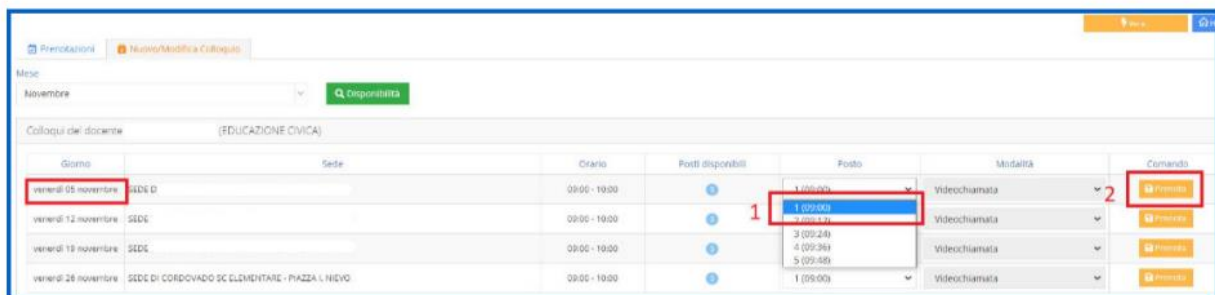 Prenotazioni Nuovo/Modifica Colloquio
Mese
Novembre Disponibilità
Colloqui del docente (EDUCAZIONE CIVICA)
Giorno Sede Orario Posti disponibili Posto Modalità Comando
venerdì 05 novembre SEDE D 09:00 - 10:00 1 (09:00) Videochiamata 2 Prenota
1 1 (09:00)
2 (09:12)
venerdì 12 novembre SEDE 09:00 - 10:00 Videochiamata Prenota
3 (09:24)
4 (09:36)
5 (09:48)
venerdì 19 novembre SEDE 09:00 - 10:00 Videochiamata Prenota
venerdì 26 novembre SEDE DI CORDOVADO SC ELEMENTARE - PIAZZA I. NIEVO 09:00 - 10:00 1 (09:00) Videochiamata Prenota